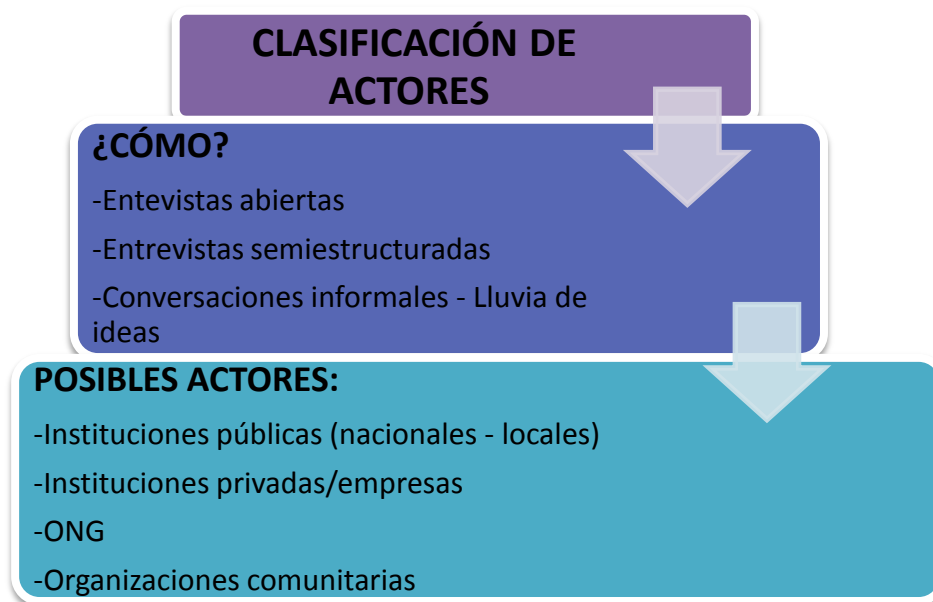 CLASIFICACIÓN DE
ACTORES
¿CÓMO?
-Entevistas abiertas
-Entrevistas semiestructuradas
-Conversaciones informales - Lluvia de
ideas
POSIBLES ACTORES:
-Instituciones públicas (nacionales - locales)
-Instituciones privadas/empresas
-ONG
-Organizaciones comunitarias